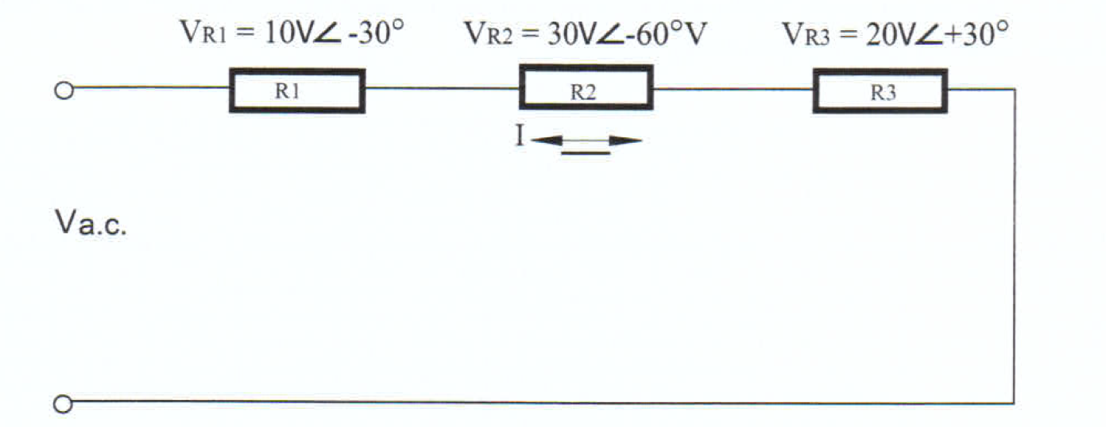 VR1 = 10V∠ -30° VR2 = 30V∠-60°V VR3 = 20V∠+30°
R1 R2 R3
I
Va.c.